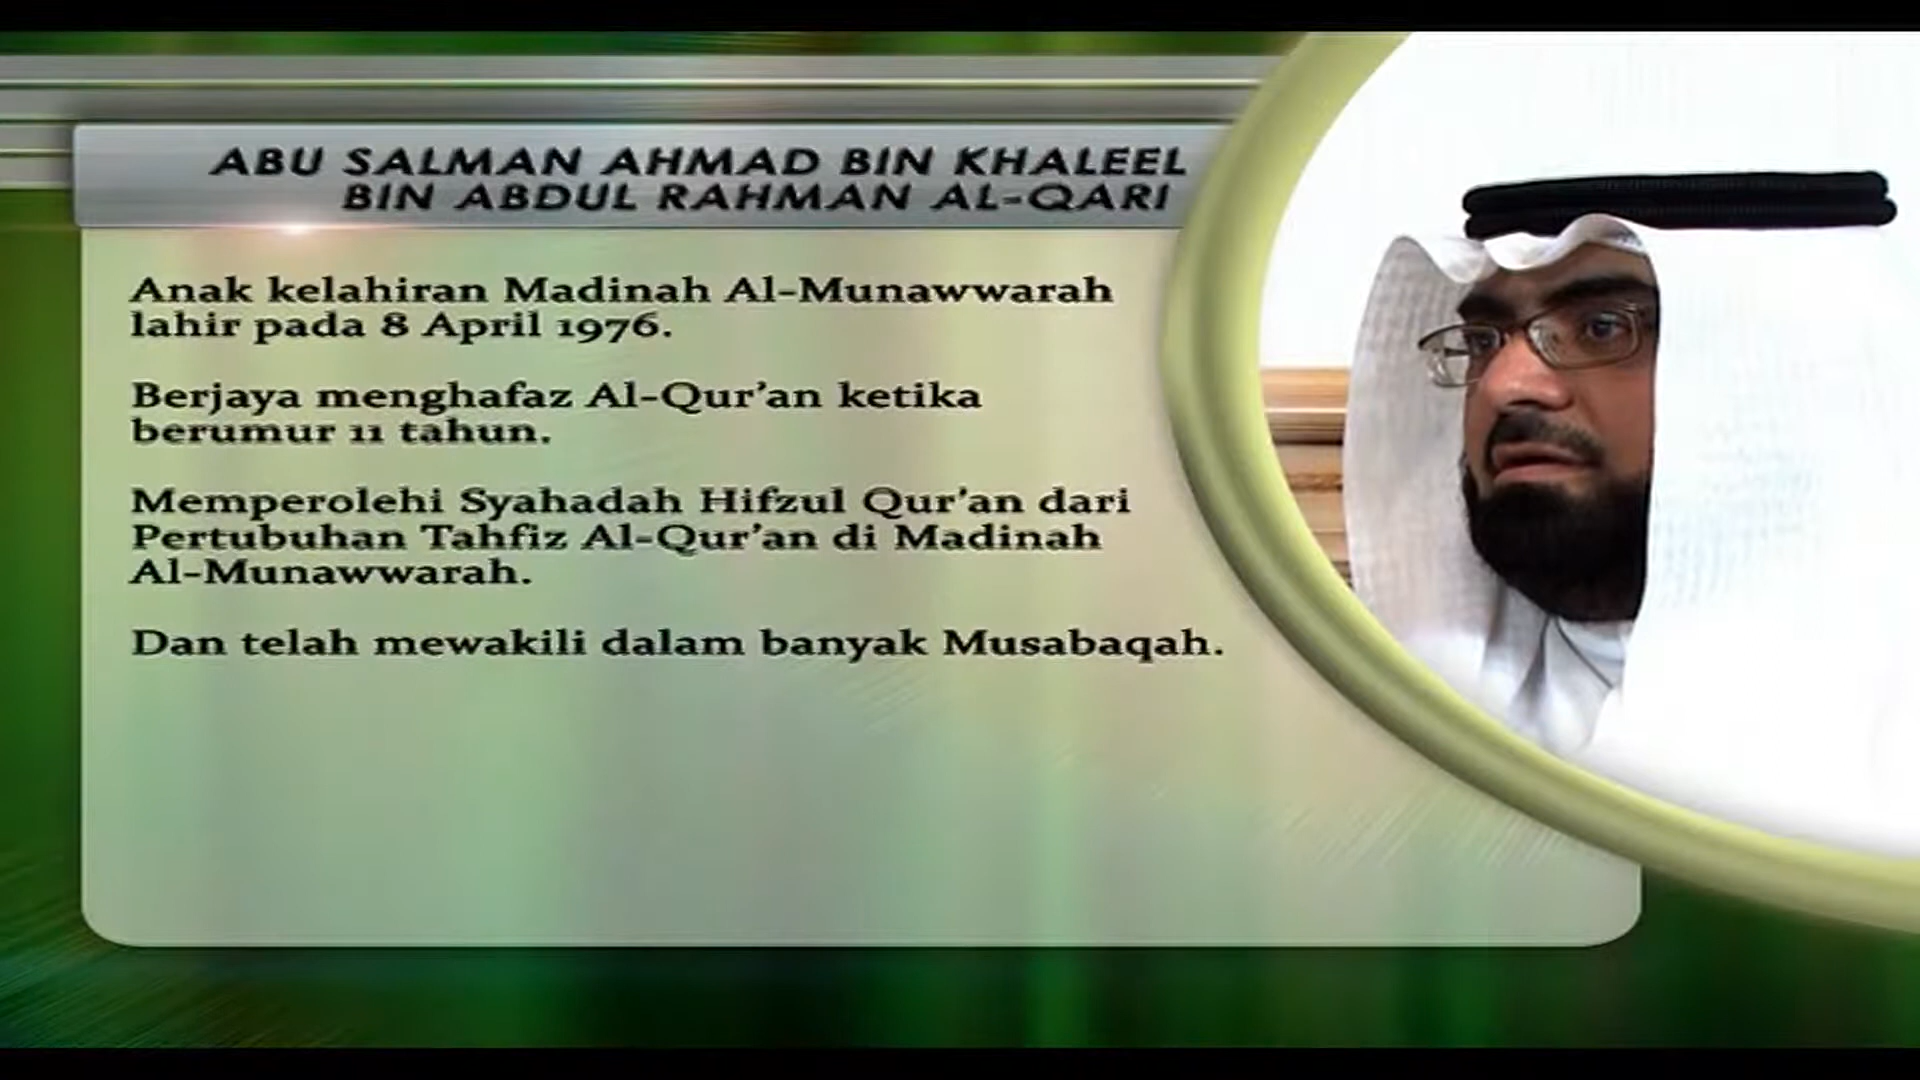 ABU SALMAN AHMAD BIN KHALEEL
BIN ABDUL RAHMAN AL-QARI
Anak kelahiran Madinah Al-Munawwarah
lahir pada 8 April 1976.
Berjaya menghafaz Al-Qur'an ketika
berumur 11 tahun.
Memperolehi Syahadah Hifzul Qur'an dari
Pertubuhan Tahfiz Al-Qur'an di Madinah
Al-Munawwarah.
Dan telah mewakili dalam banyak Musabaqah.